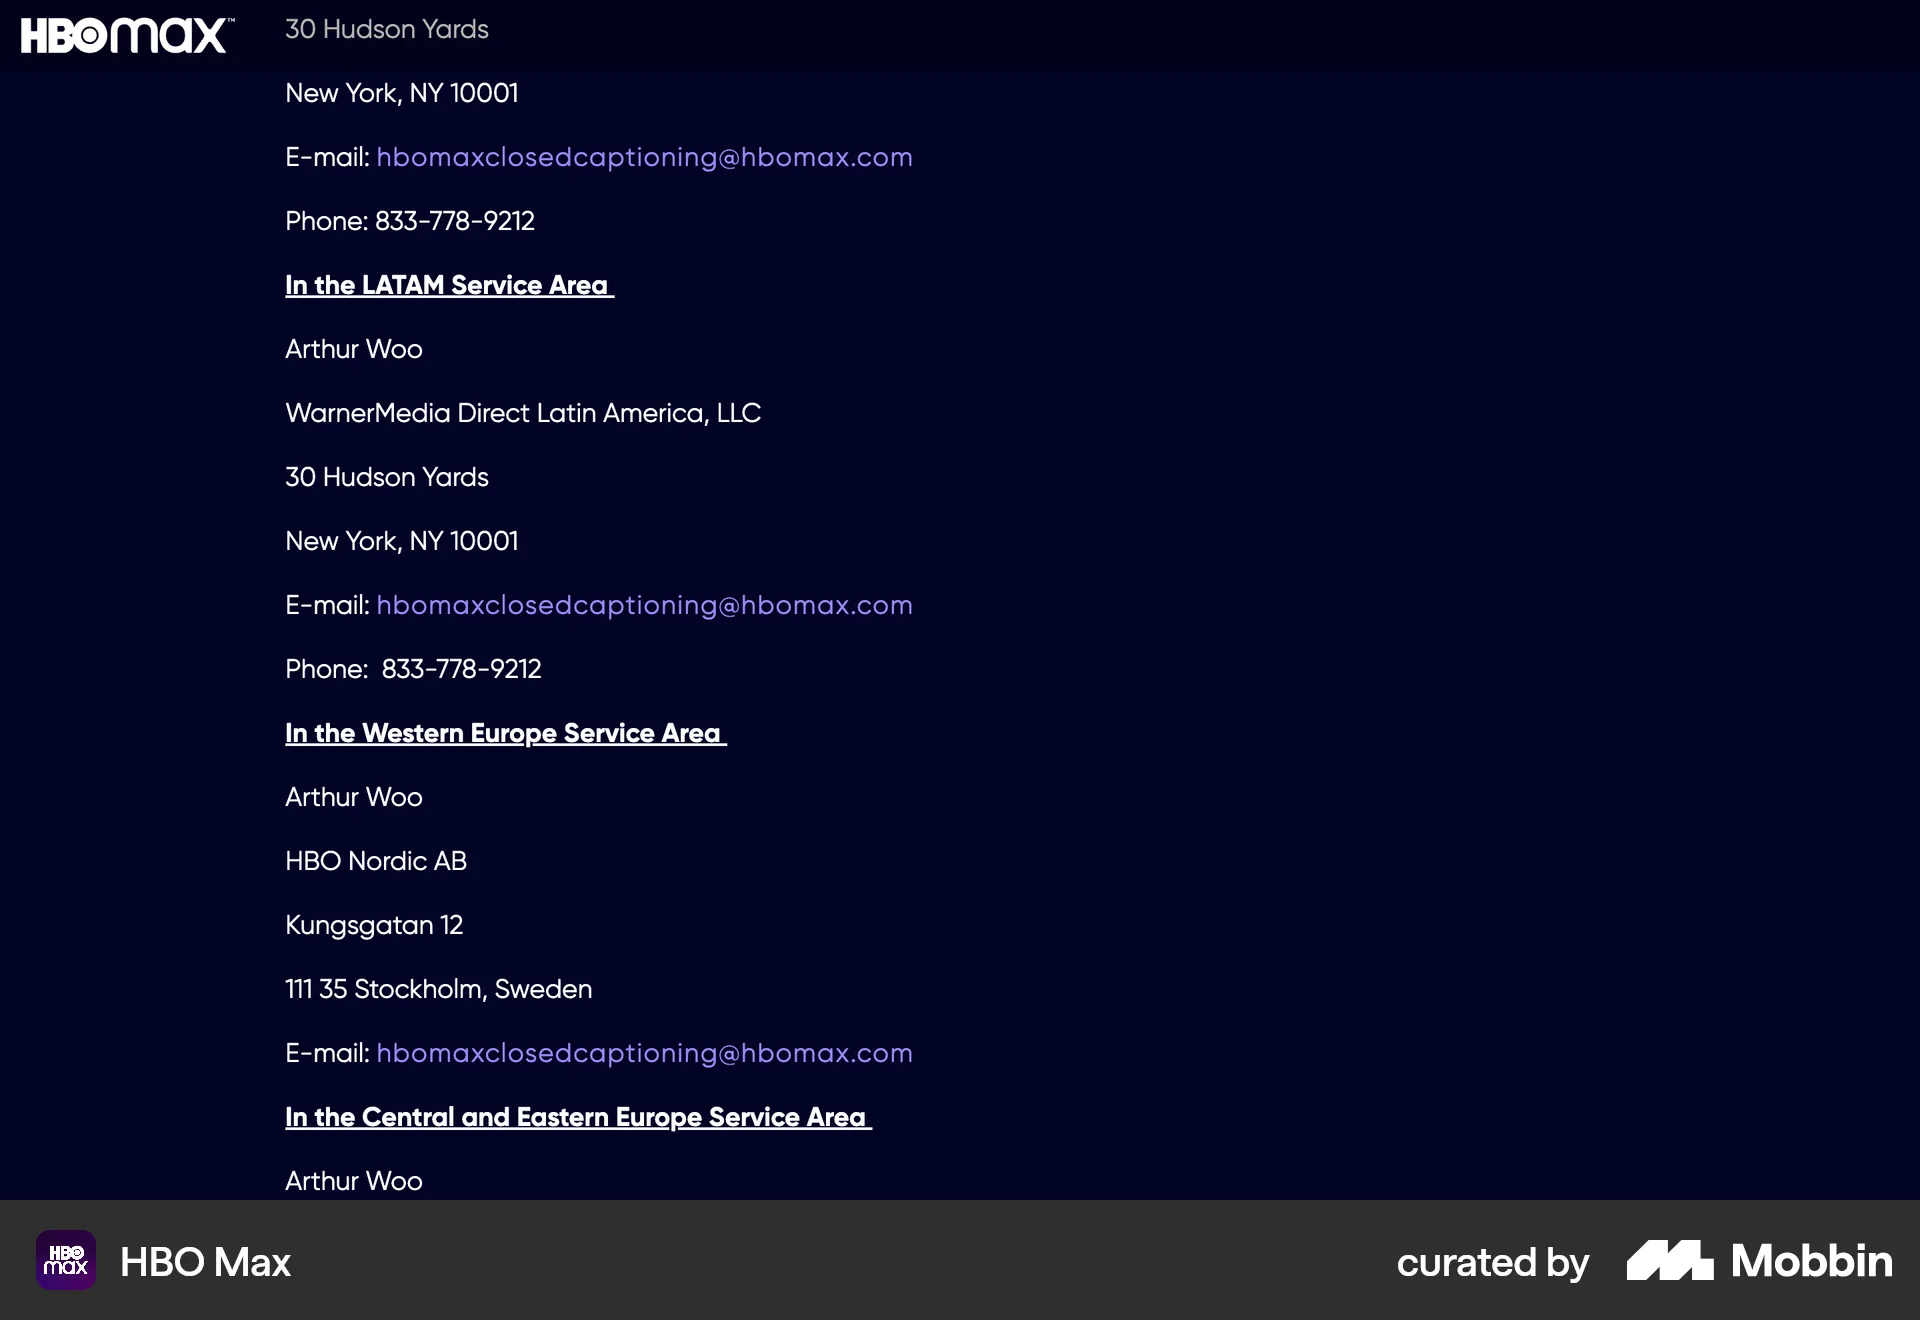 HBOmax™
30 Hudson Yards
New York, NY 10001
E-mail: hbomaxclosedcaptioning@hbomax.com
Phone: 833-778-9212
In the LATAM Service Area
Arthur Woo
WarnerMedia Direct Latin America, LLC
30 Hudson Yards
New York, NY 10001
E-mail: hbomaxclosedcaptioning@hbomax.com
Phone:  833-778-9212
In the Western Europe Service Area
Arthur Woo
HBO Nordic AB
Kungsgatan 12
111 35 Stockholm, Sweden
E-mail: hbomaxclosedcaptioning@hbomax.com
In the Central and Eastern Europe Service Area
Arthur Woo
HBO
max
HBO Max
curated by Mobbin